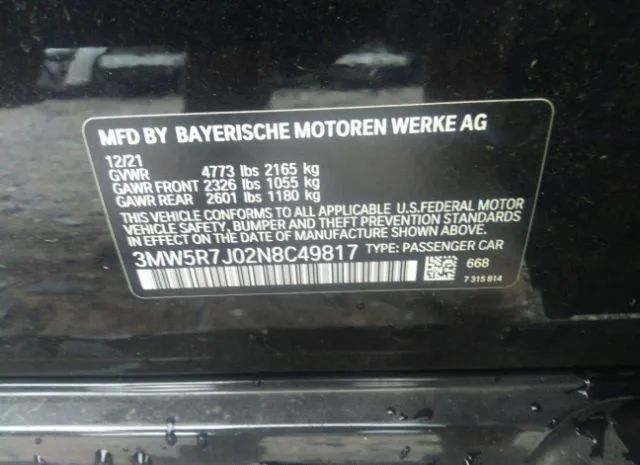 MFD BY BAYERISCHE MOTOREN WERKE AG
12/21
GVWR 4773 lbs 2165 kg
GAWR FRONT 2326 lbs 1055 kg
GAWR REAR 2601 lbs 1180 kg
THIS VEHICLE CONFORMS TO ALL APPLICABLE U.S.FEDERAL MOTOR
VEHICLE SAFETY, BUMPER AND THEFT PREVENTION STANDARDS
IN EFFECT ON THE DATE OF MANUFACTURE SHOWN ABOVE.
3MW5R7J02N8C49817 TYPE: PASSENGER CAR
668
7 315 814